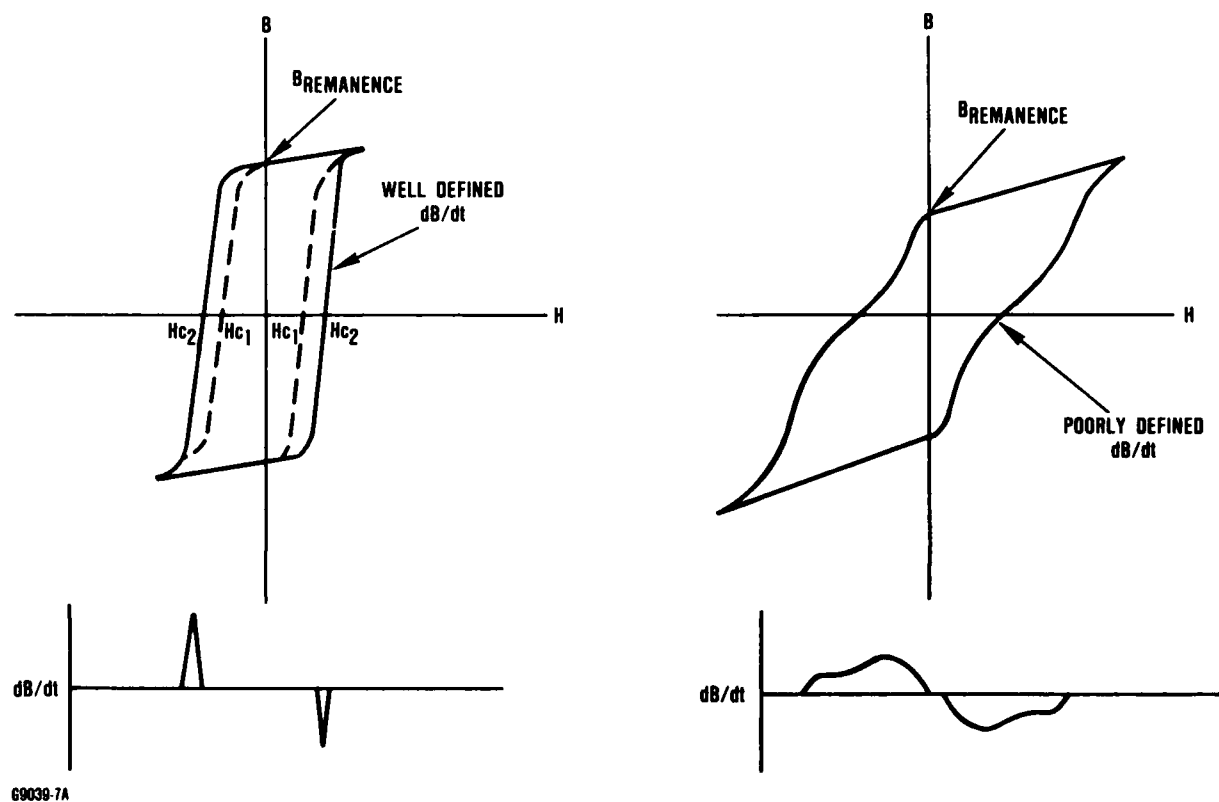 B
BREMANENCE
WELL DEFINED
dB/dt
H
Hc2
Hc1
Hc1
Hc2
dB/dt
B
BREMANENCE
H
POORLY DEFINED
dB/dt
dB/dt
G9039-7A